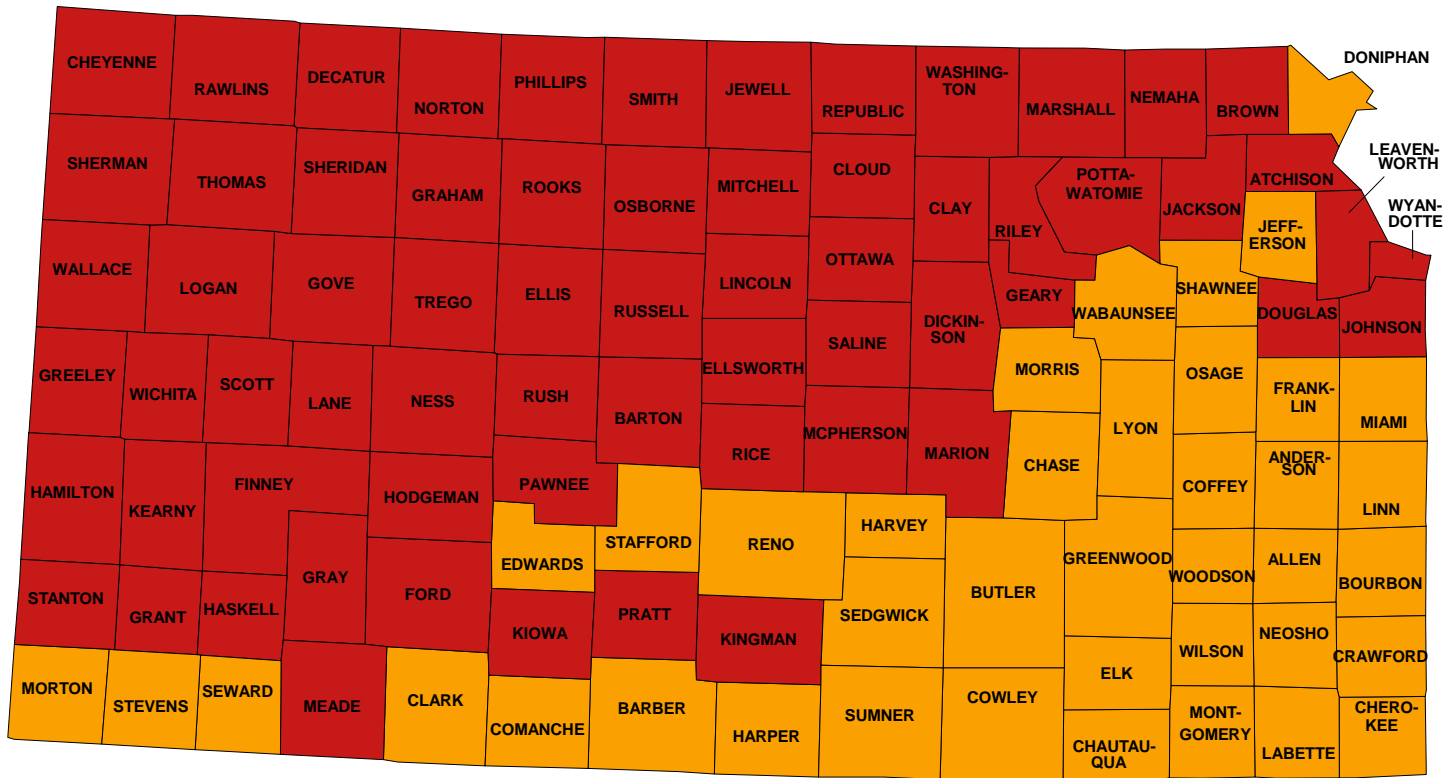 CHEYENNE
RAWLINS
DECATUR
NORTON
PHILLIPS
SMITH
JEWELL
REPUBLIC
WASHING-
TON
MARSHALL
NEMAHA
BROWN
DONIPHAN
SHERMAN
THOMAS
SHERIDAN
GRAHAM
ROOKS
OSBORNE
MITCHELL
CLOUD
CLAY
RILEY
POTTA-
WATOMIE
JACKSON
ATCHISON
JEFF-
ERSON
LEAVEN-
WORTH
WYAN-
DOTTE
WALLACE
LOGAN
GOVE
TREGO
ELLIS
RUSSELL
LINCOLN
OTTAWA
DICKIN-
SON
GEARY
WABAUNSEE
SHAWNEE
DOUGLAS
JOHNSON
GREELEY
WICHITA
SCOTT
LANE
NESS
RUSH
BARTON
ELLSWORTH
SALINE
MORRIS
OSAGE
FRANK-
LIN
MIAMI
HAMILTON
KEARNY
FINNEY
HODGEMAN
PAWNEE
RICE
MCPHERSON
MARION
CHASE
LYON
COFFEY
ANDER-
SON
LINN
STANTON
GRANT
HASKELL
GRAY
FORD
EDWARDS
STAFFORD
RENO
HARVEY
BUTLER
GREENWOOD
WOODSON
ALLEN
BOURBON
KIOWA
PRATT
KINGMAN
SEDGWICK
ELK
WILSON
NEOSHO
CRAWFORD
MORTON
STEVENS
SEWARD
MEADE
CLARK
COMANCHE
BARBER
HARPER
SUMNER
COWLEY
CHAUTAU-
QUA
MONT-
GOMERY
LABETTE
CHERO-
KEE